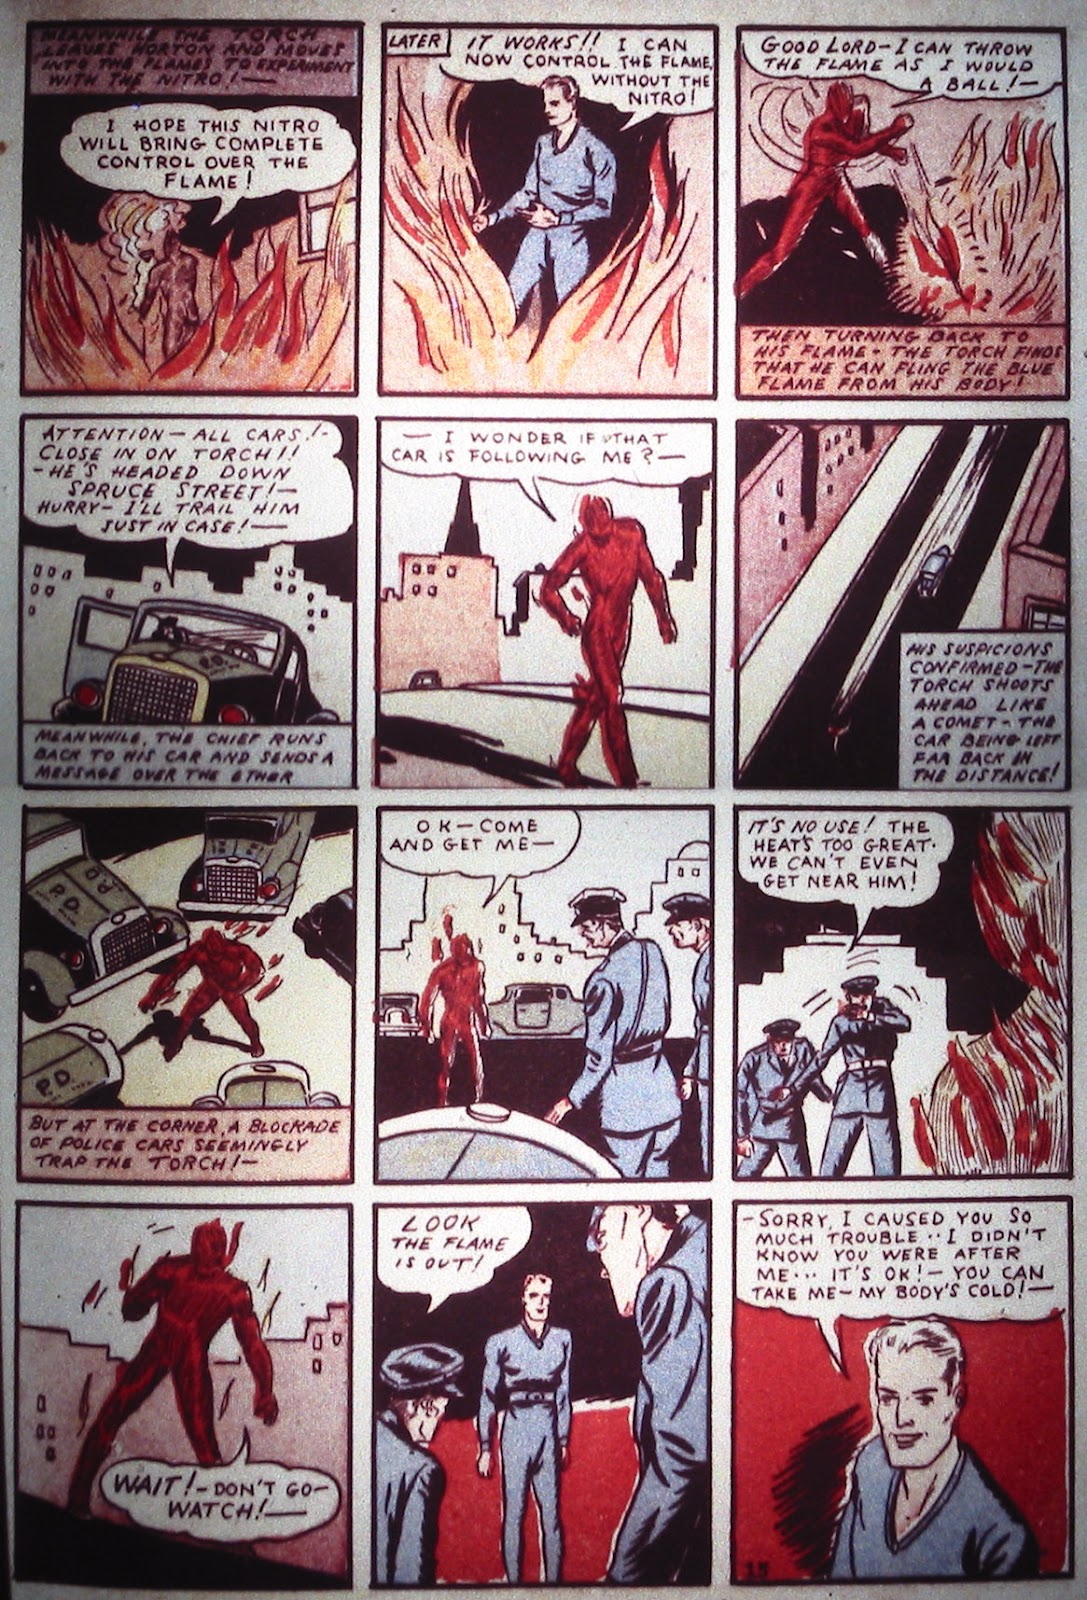 MEANWHILE THE TORCH
LEAVES HORTON AND MOVES
INTO THE FLAMES TO EXPERIMENT
WITH THE NITRO!—
I HOPE THIS NITRO
WILL BRING COMPLETE
CONTROL OVER THE
FLAME!
LATER
IT WORKS!! I CAN
NOW CONTROL THE FLAME,
WITHOUT THE
NITRO!
GOOD LORD—I CAN THROW
THE FLAME AS I WOULD
A BALL!—
THEN TURNING BACK TO
HIS FLAME - THE TORCH FINDS
THAT HE CAN FLING THE BLUE
FLAME FROM HIS BODY!
ATTENTION— ALL CARS!-
CLOSE IN ON TORCH!!
-HE'S HEADED DOWN
SPRUCE STREET!—
HURRY— I'LL TRAIL HIM
JUST IN CASE!—
P.D.
MEANWHILE, THE CHIEF RUNS
BACK TO HIS CAR AND SENDS A
MESSAGE OVER THE ETHER
— I WONDER IF THAT
CAR IS FOLLOWING ME?—
HIS SUSPICIONS
CONFIRMED—THE
TORCH SHOOTS
AHEAD LIKE
A COMET - THE
CAR BEING LEFT
FAR BACK IN
THE DISTANCE!
P.D.
P.D.
P.D.
BUT AT THE CORNER, A BLOCKADE
OF POLICE CARS SEEMINGLY
TRAP THE TORCH!—
OK—COME
AND GET ME—
IT'S NO USE! THE
HEAT'S TOO GREAT.
WE CAN'T EVEN
GET NEAR HIM!
WAIT!-DON'T GO-
WATCH!—
LOOK
THE FLAME
IS OUT!
-SORRY, I CAUSED YOU SO
MUCH TROUBLE··I DIDN'T
KNOW YOU WERE AFTER
ME··· IT'S OK!—YOU CAN
TAKE ME—MY BODY'S COLD!—
15